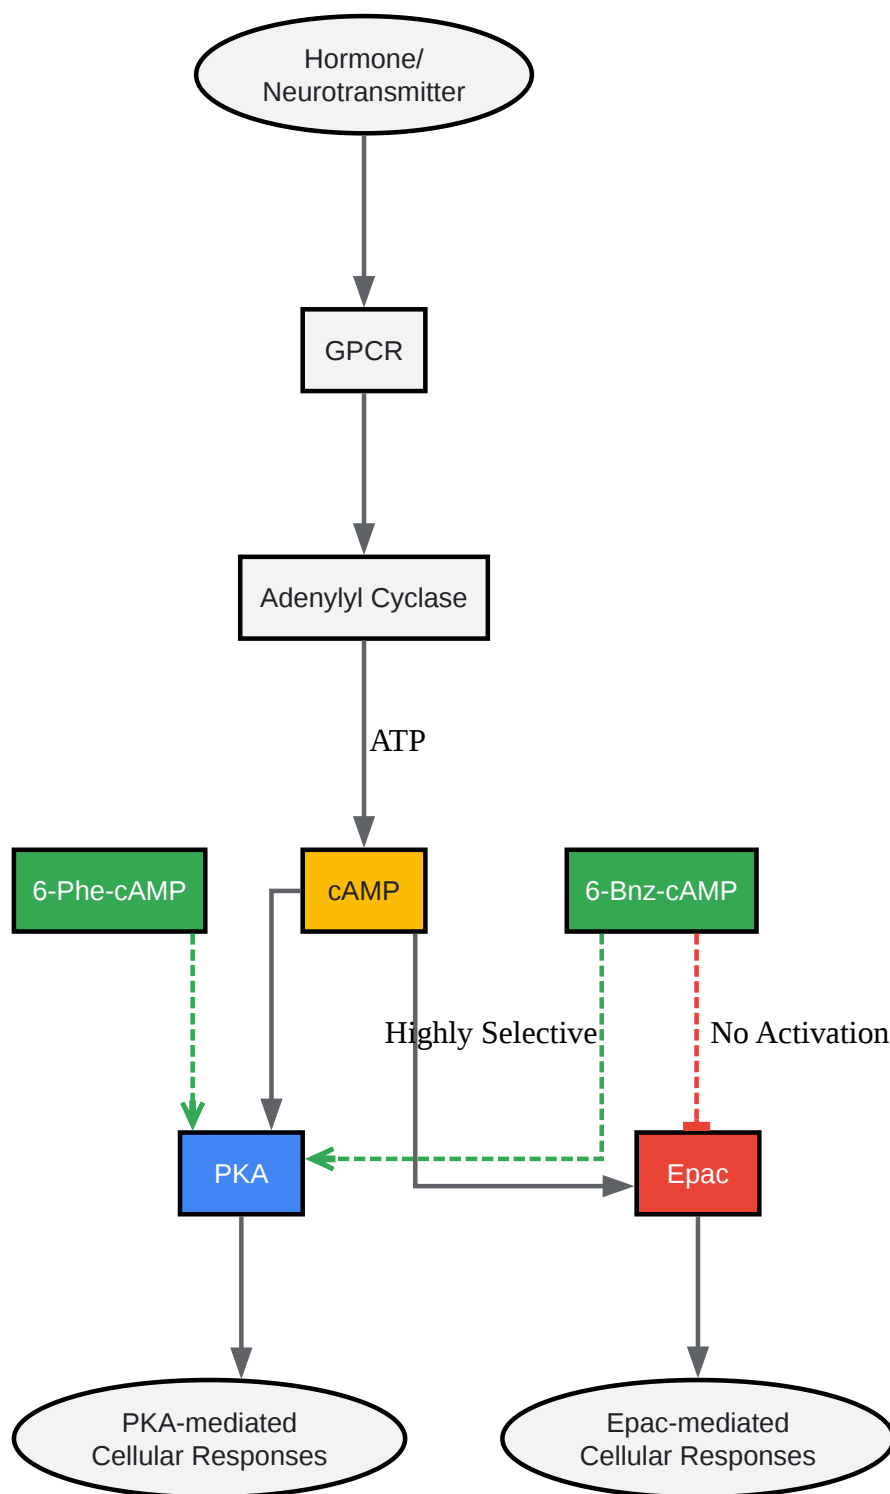 Hormone/
Neurotransmitter
GPCR
Adenylyl Cyclase
ATP
6-Phe-cAMP
cAMP
6-Bnz-cAMP
Highly Selective
No Activation
PKA
Epac
PKA-mediated
Cellular Responses
Epac-mediated
Cellular Responses